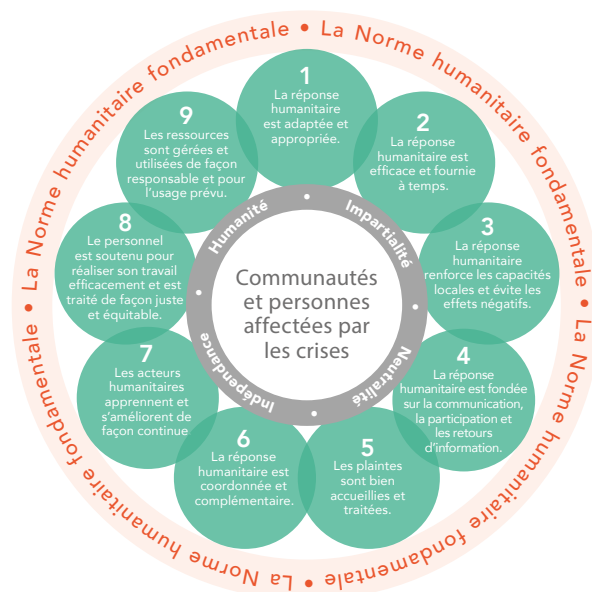 La Norme humanitaire fondamentale • La Norme humanitaire fondamentale • La Norme humanitaire fondamentale • La Norme humanitaire fondamentale •
1
La réponse
humanitaire
est adaptée et
appropriée.
2
La réponse
humanitaire est
efficace et fournie
à temps.
3
La réponse
humanitaire
renforce les capacités
locales et évite les
effets négatifs.
4
La réponse
humanitaire est fondée
sur la communication,
la participation et
les retours
d’information.
5
Les plaintes
sont bien
accueillies et
traitées.
6
La réponse
humanitaire est
coordonnée et
complémentaire.
7
Les acteurs
humanitaires
apprennent et
s’améliorent de
façon continue
8
Le personnel
est soutenu pour
réaliser son travail
efficacement et est
traité de façon juste
et équitable.
9
Les ressources
sont gérées et
utilisées de façon
responsable et pour
l’usage prévu.
Humanité
•
Impartialité
•
Neutralité
•
Indépendance
•
Communautés
et personnes
affectées par
les crises